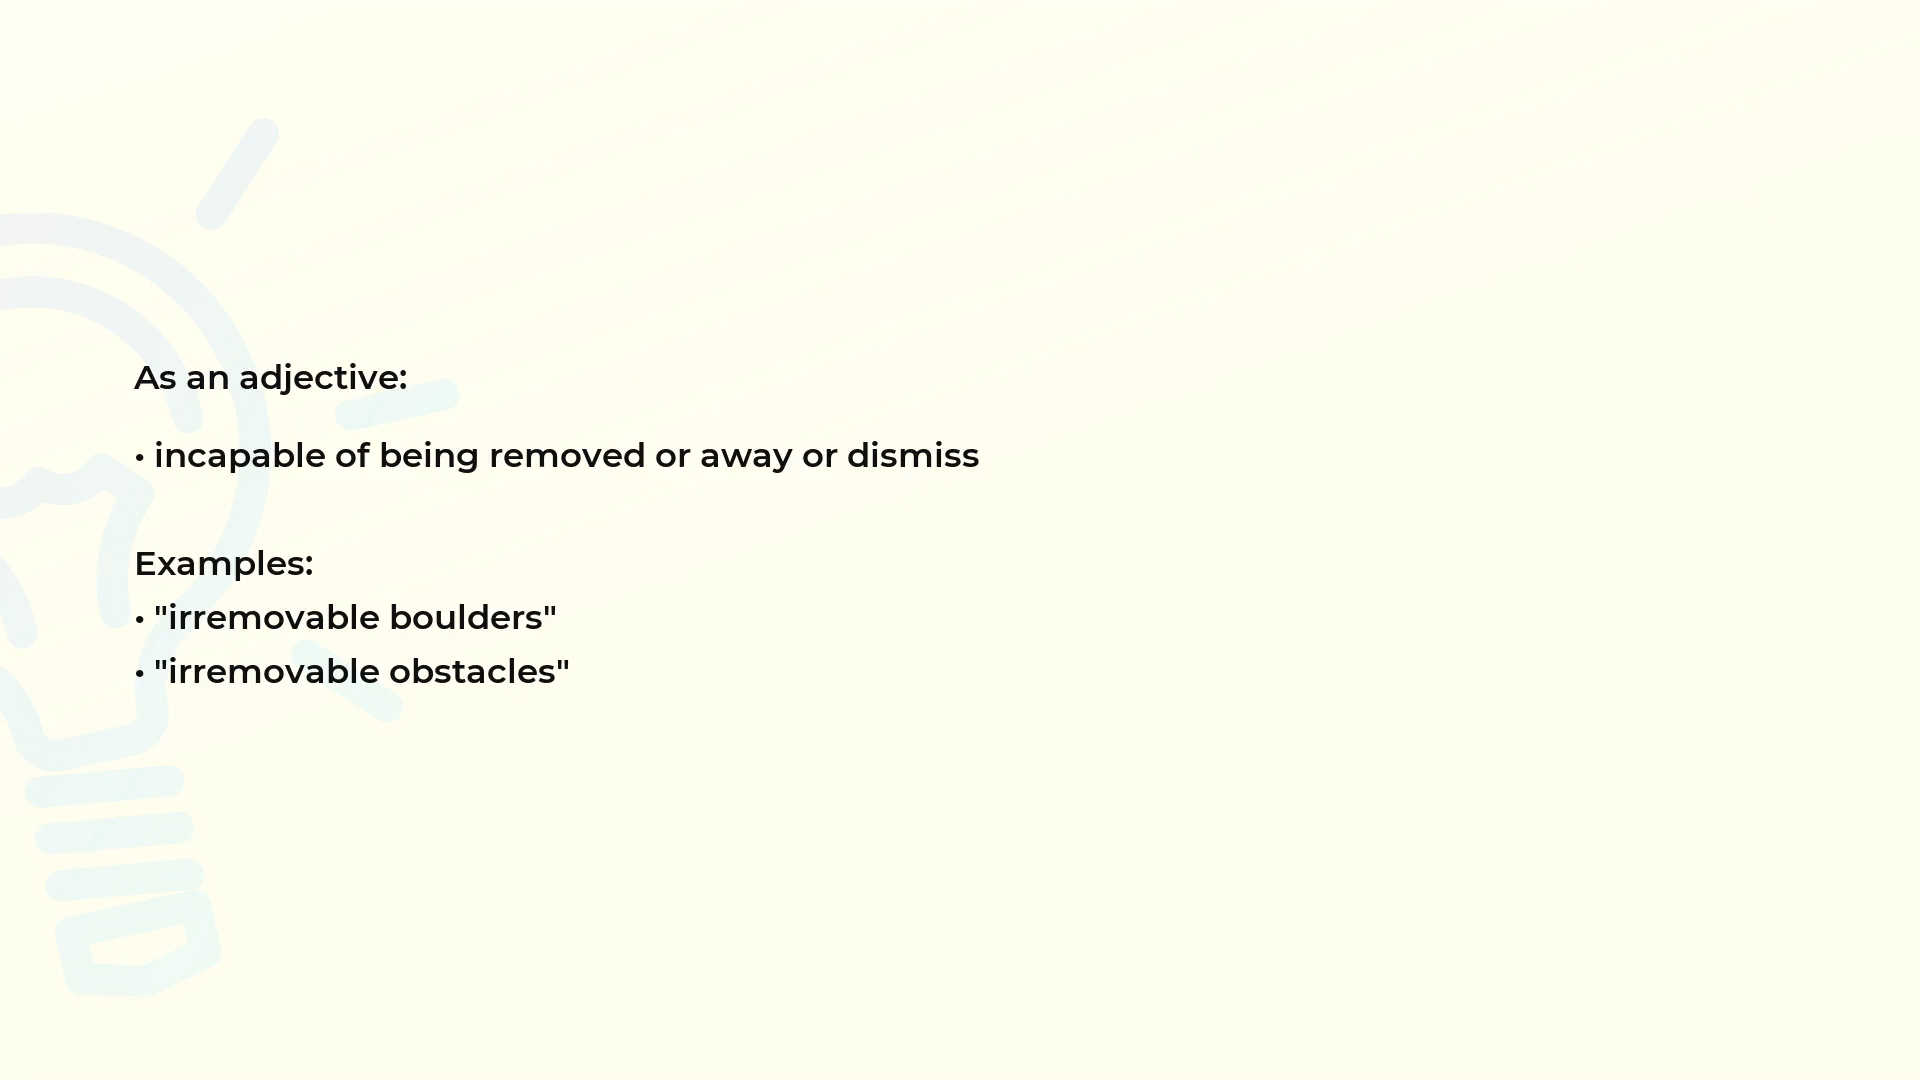 As an adjective:
• incapable of being removed or away or dismiss
Examples:
• "irremovable boulders"
• "irremovable obstacles"